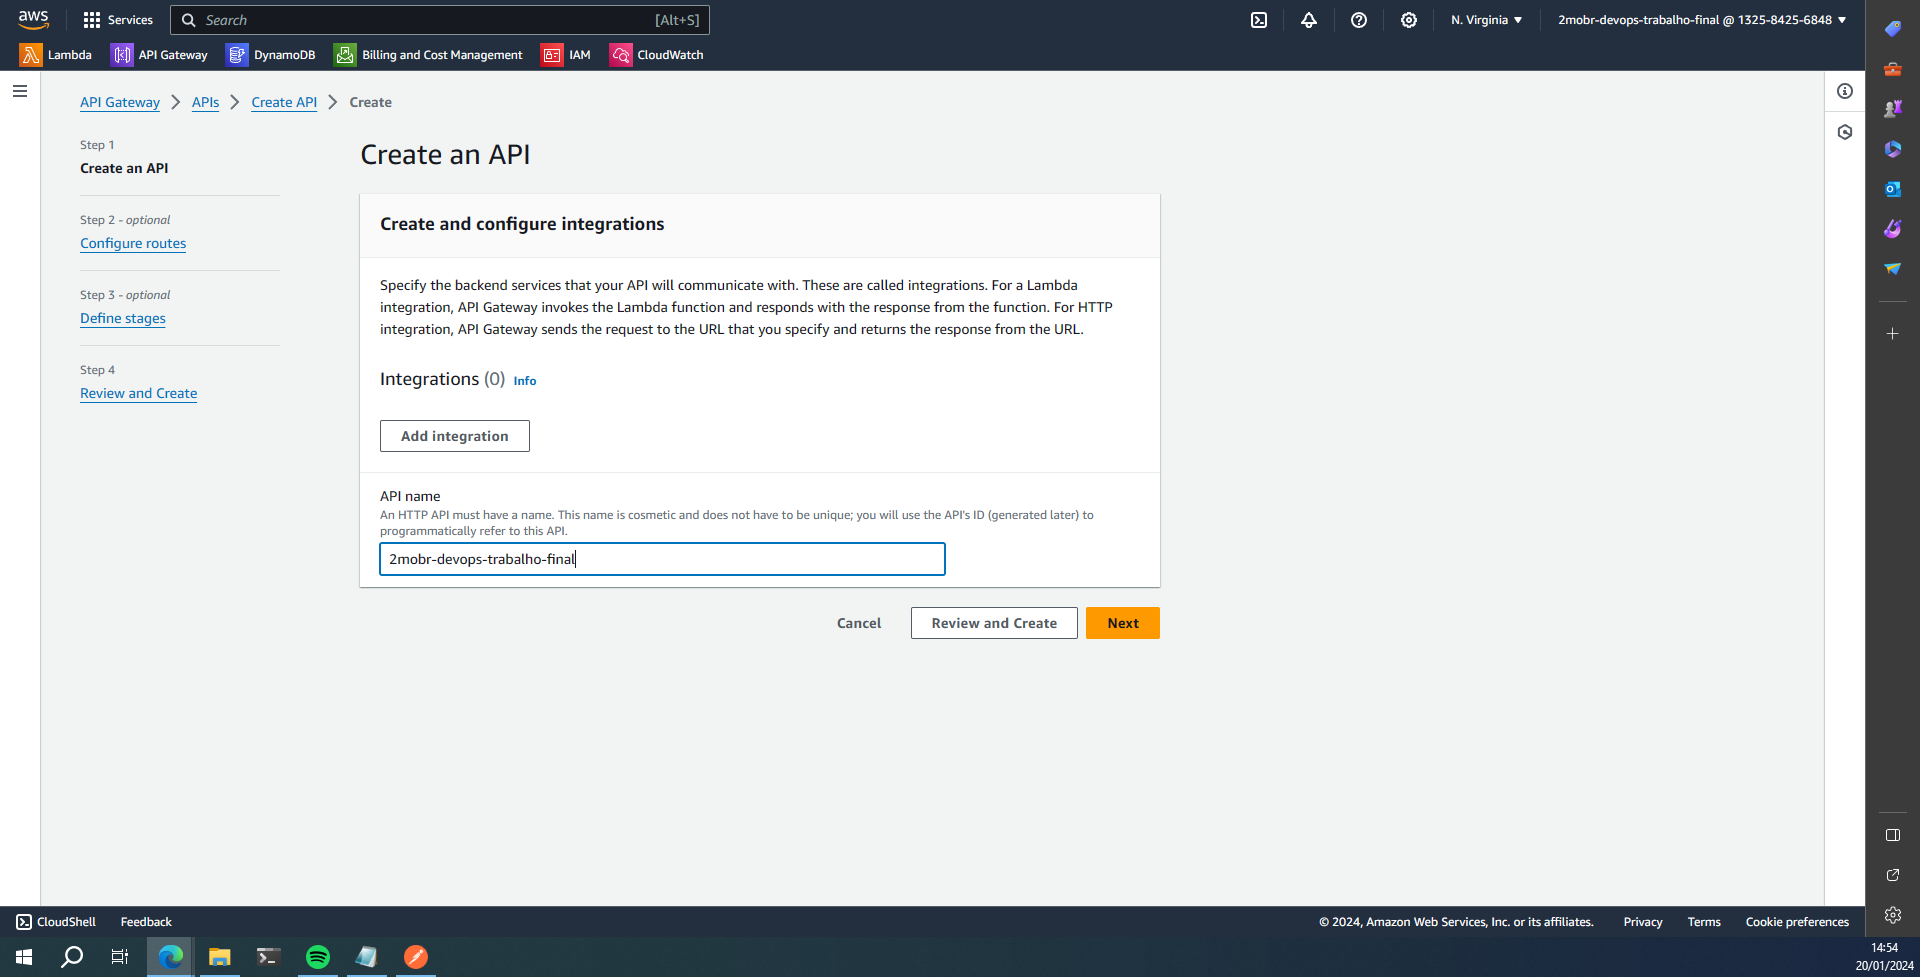 aws
Services
Search
[Alt+S]
N. Virginia
2mobr-devops-trabalho-final @ 1325-8425-6848
Lambda
API Gateway
DynamoDB
Billing and Cost Management
IAM
CloudWatch
API Gateway
APIs
Create API
Create
Step 1
Create an API
Step 2 - optional
Configure routes
Step 3 - optional
Define stages
Step 4
Review and Create
Create an API
Create and configure integrations
Specify the backend services that your API will communicate with. These are called integrations. For a Lambda
integration, API Gateway invokes the Lambda function and responds with the response from the function. For HTTP
integration, API Gateway sends the request to the URL that you specify and returns the response from the URL.
Integrations (0) Info
Add integration
API name
An HTTP API must have a name. This name is cosmetic and does not have to be unique; you will use the API's ID (generated later) to
programmatically refer to this API.
2mobr-devops-trabalho-final
Cancel
Review and Create
Next
CloudShell
Feedback
© 2024, Amazon Web Services, Inc. or its affiliates.
Privacy
Terms
Cookie preferences
14:54
20/01/2024